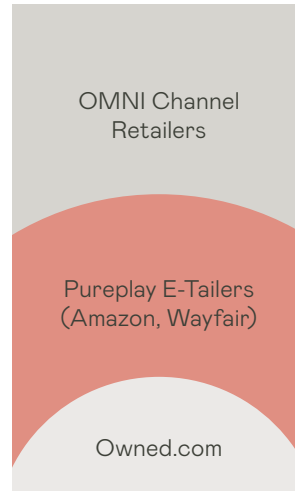 OMNI Channel
Retailers
Pureplay E-Tailers
(Amazon, Wayfair)
Owned.com